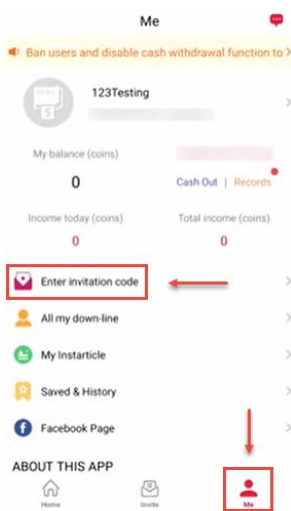 Me
Ban users and disable cash withdrawal function to
123Testing
My balance (coins)
0
Cash Out | Records
Income today (coins)
Total income (coins)
0
0
Enter invitation code
All my down-line
My Instarticle
Saved & History
Facebook Page
ABOUT THIS APP
Home
Invite
Me